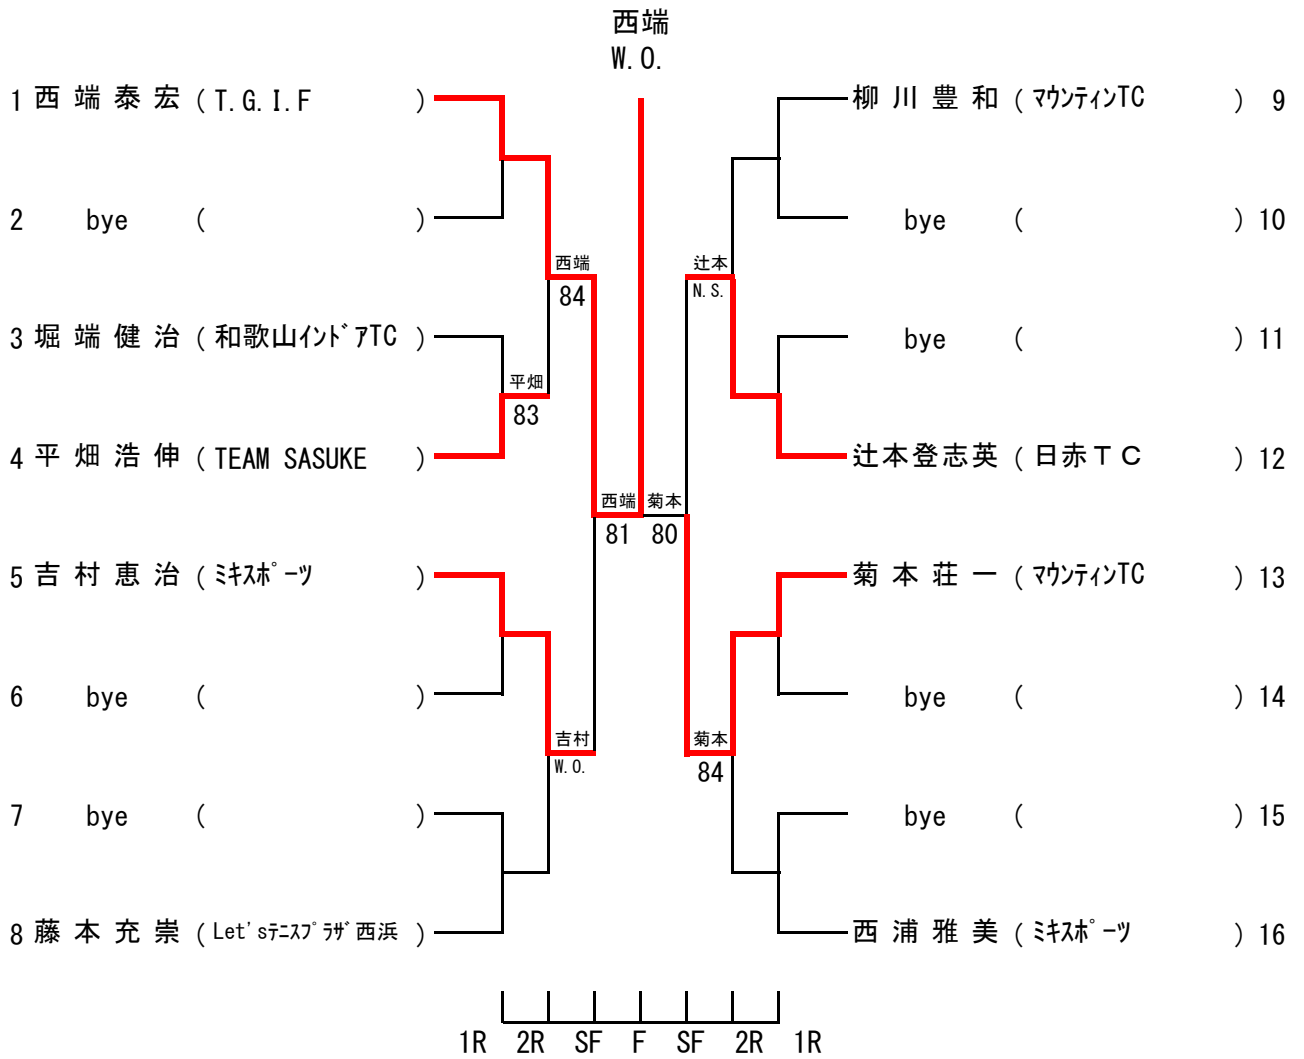 西端
W.O.
1 西端泰宏 ( T.G.I.F )
2 bye ( )
3 堀端健治 ( 和歌山ｲﾝﾄﾞｱTC )
4 平畑浩伸 ( TEAM SASUKE )
5 吉村恵治 ( ﾐｷｽﾎﾟｰﾂ )
6 bye ( )
7 bye ( )
8 藤本充崇 ( Let'sﾃﾆｽﾌﾟﾗｻﾞ西浜 )
平畑
83
西端
84
吉村
W.O.
西端
81
菊本
80
辻本
N.S.
菊本
84
柳川豊和 ( ﾏｳﾝﾃｨﾝTC ) 9
bye ( ) 10
bye ( ) 11
辻本登志英 ( 日赤ＴＣ ) 12
菊本荘一 ( ﾏｳﾝﾃｨﾝTC ) 13
bye ( ) 14
bye ( ) 15
西浦雅美 ( ﾐｷｽﾎﾟｰﾂ ) 16
1R 2R SF F SF 2R 1R